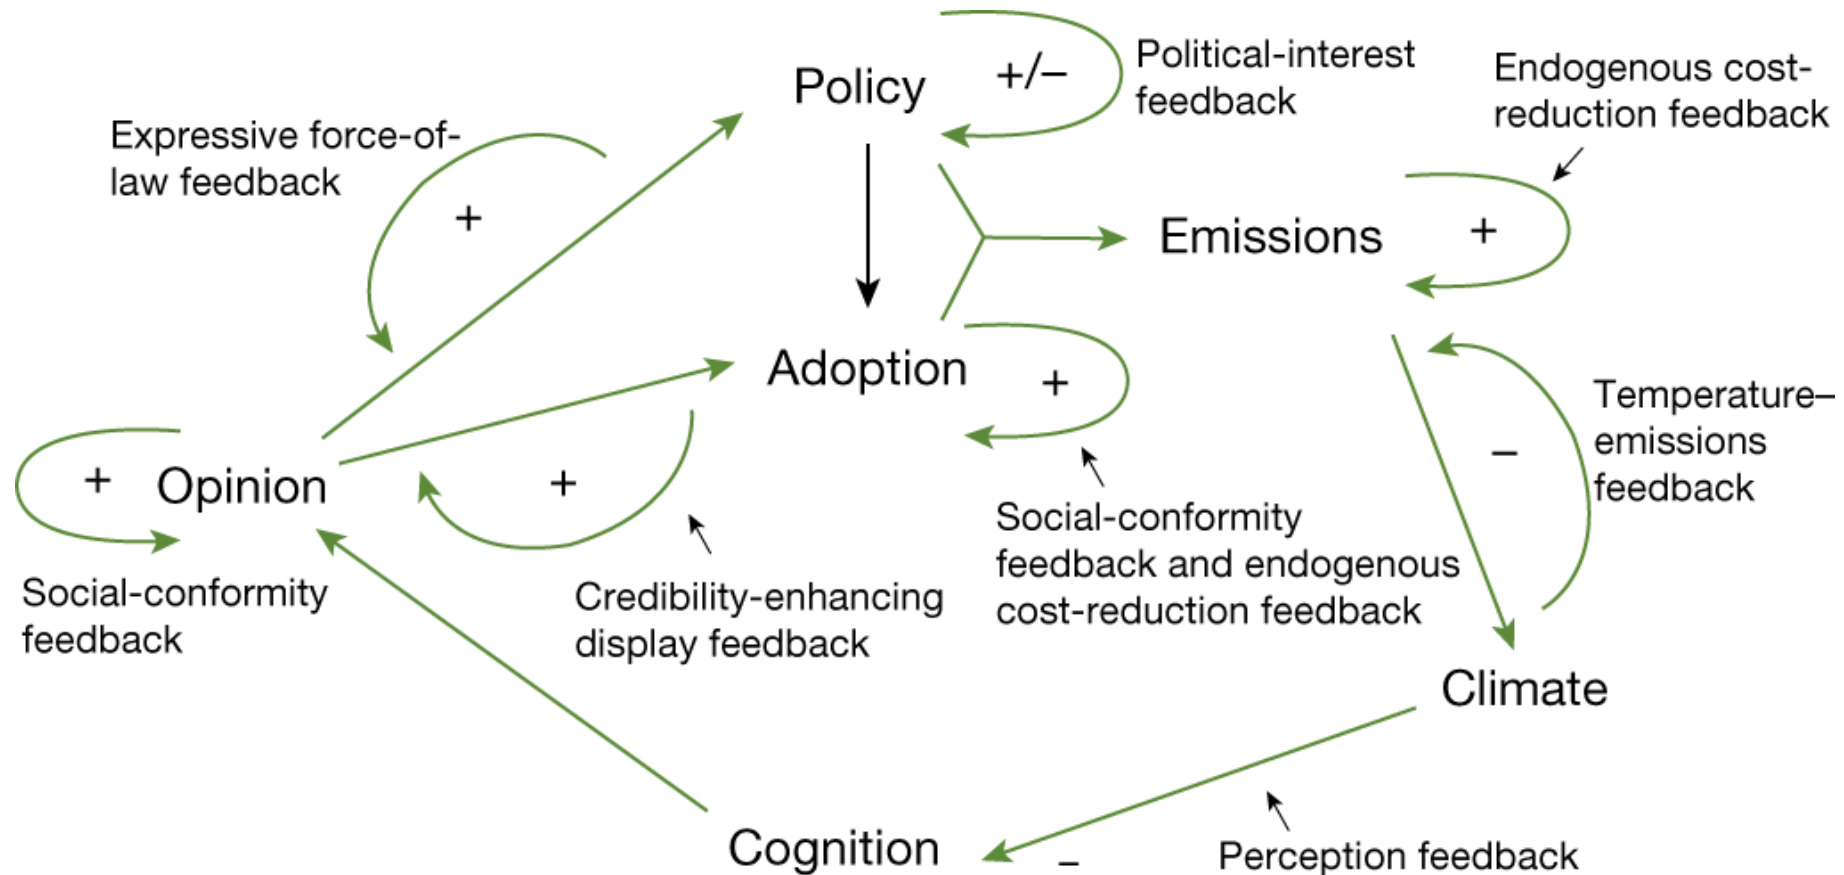 Policy
+/−
Political-interest
feedback
Endogenous cost-
reduction feedback
Expressive force-of-
law feedback
+
Emissions
+
Adoption
+
Temperature–
emissions
feedback
−
+
Opinion
+
Social-conformity
feedback and endogenous
cost-reduction feedback
Social-conformity
feedback
Credibility-enhancing
display feedback
Climate
Cognition
−
Perception feedback